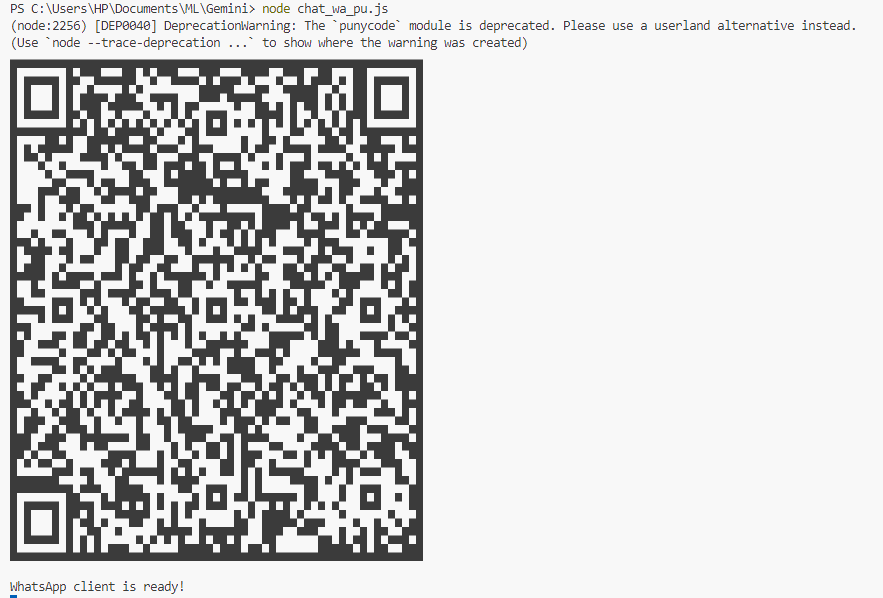 PS C:\Users\HP\Documents\ML\Gemini> node chat_wa_pu.js
(node:2256) [DEP0040] DeprecationWarning: The `punycode` module is deprecated. Please use a userland alternative instead.
(Use `node --trace-deprecation ...` to show where the warning was created)
WhatsApp client is ready!